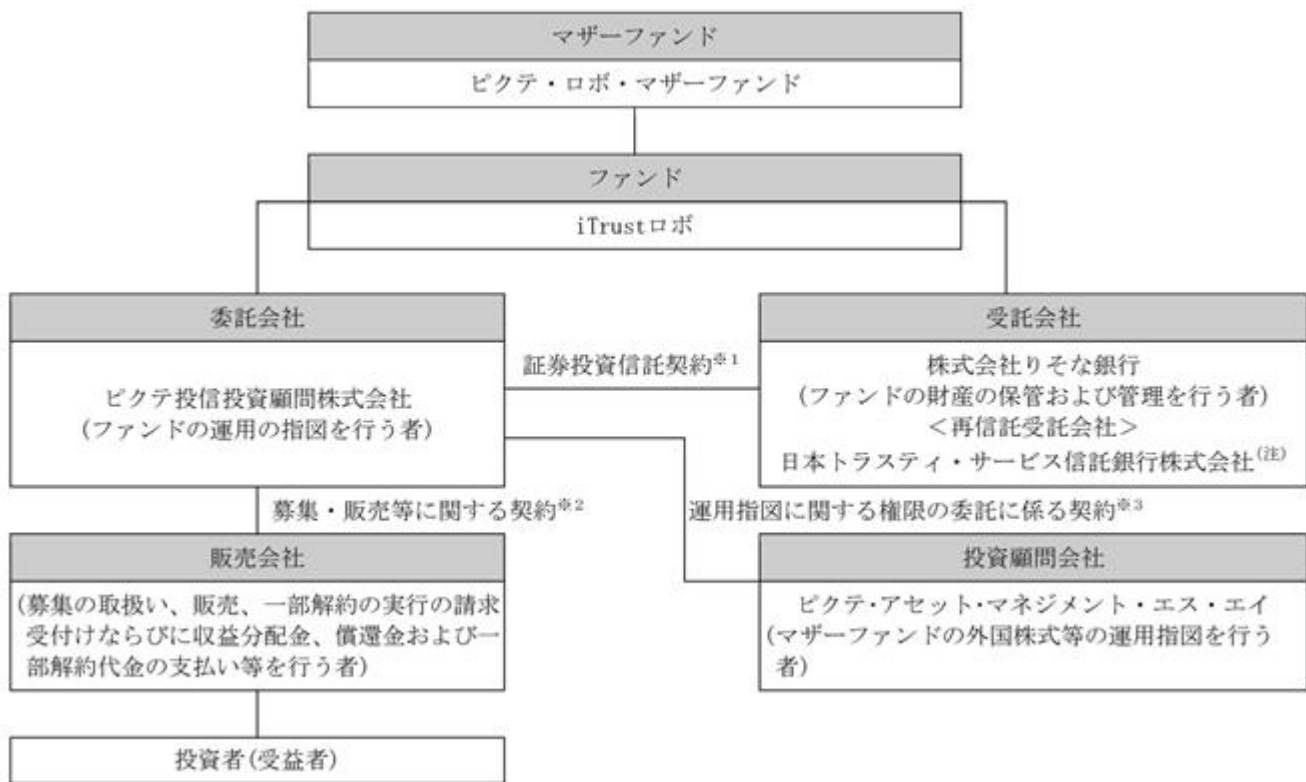 マザーファンド
ピクテ・ロボ・マザーファンド
ファンド
iTrustロボ
委託会社
ピクテ投信投資顧問株式会社
(ファンドの運用の指図を行う者)
証券投資信託契約※1
受託会社
株式会社りそな銀行
(ファンドの財産の保管および管理を行う者)
＜再信託受託会社＞
日本トラスティ・サービス信託銀行株式会社(注)
募集・販売等に関する契約※2
運用指図に関する権限の委託に係る契約※3
販売会社
(募集の取扱い、販売、一部解約の実行の請求
受付けならびに収益分配金、償還金および一
部解約代金の支払い等を行う者)
投資顧問会社
ピクテ・アセット・マネジメント・エス・エイ
(マザーファンドの外国株式等の運用指図を行う
者)
投資者(受益者)